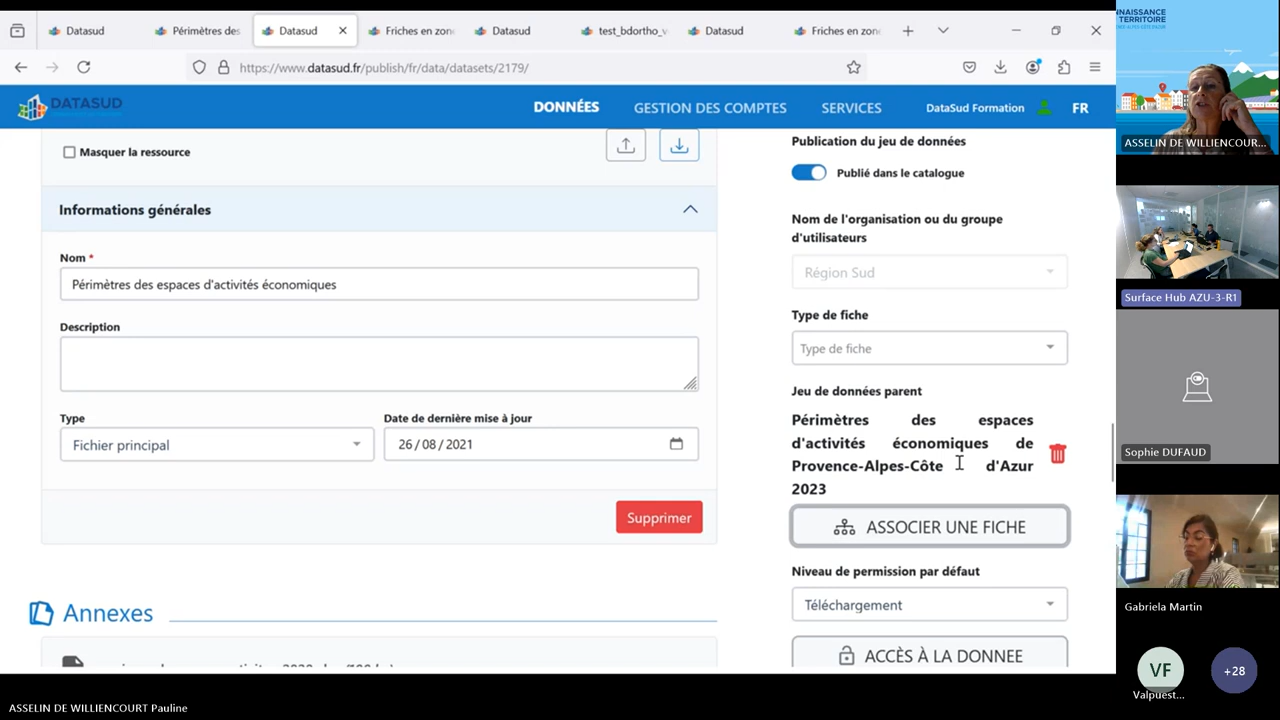 Datasud
Périmètres des
Datasud
Friches en zon
Datasud
test_bdortho_v
Datasud
Friches en zon
https://www.datasud.fr/publish/fr/data/datasets/2179/
DATASUD
DONNÉES
GESTION DES COMPTES
SERVICES
DataSud Formation
FR
Masquer la ressource
Informations générales
Nom *
Périmètres des espaces d'activités économiques
Description
Type
Date de dernière mise à jour
Fichier principal
26/08/2021
Supprimer
Annexes
Publication du jeu de données
Publié dans le catalogue
Nom de l'organisation ou du groupe
d'utilisateurs
Région Sud
Type de fiche
Type de fiche
Jeu de données parent
Périmètres des espaces
d'activités économiques de
Provence-Alpes-Côte d'Azur
2023
ASSOCIER UNE FICHE
Niveau de permission par défaut
Téléchargement
ACCÈS À LA DONNEE
NNAISSANCE
TERRITOIRE
ASSELIN DE WILLIENCOUR...
Surface Hub AZU-3-R1
Sophie DUFAUD
Gabriela Martin
VF
+28
Valpuest...
ASSELIN DE WILLIENCOURT Pauline